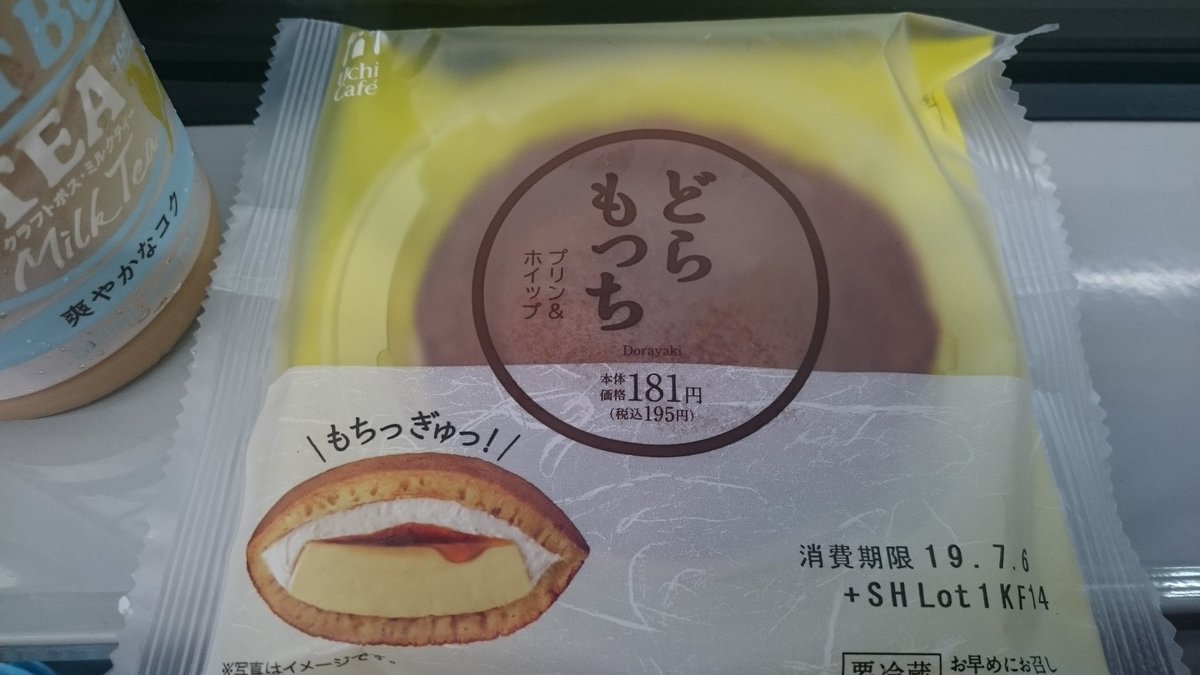 TEA
クラフトボス・ミルクティー
Milk Tea
爽やかなコク
Uchi
Café
どら
もっち
プリン&
ホイップ
Dorayaki
本体
価格181円
(税込195円)
\もちっぎゅっ!/
消費期限 19.7.6
+SHLot1KF14
※写真はイメージです。
要冷蔵
お早めにお召し